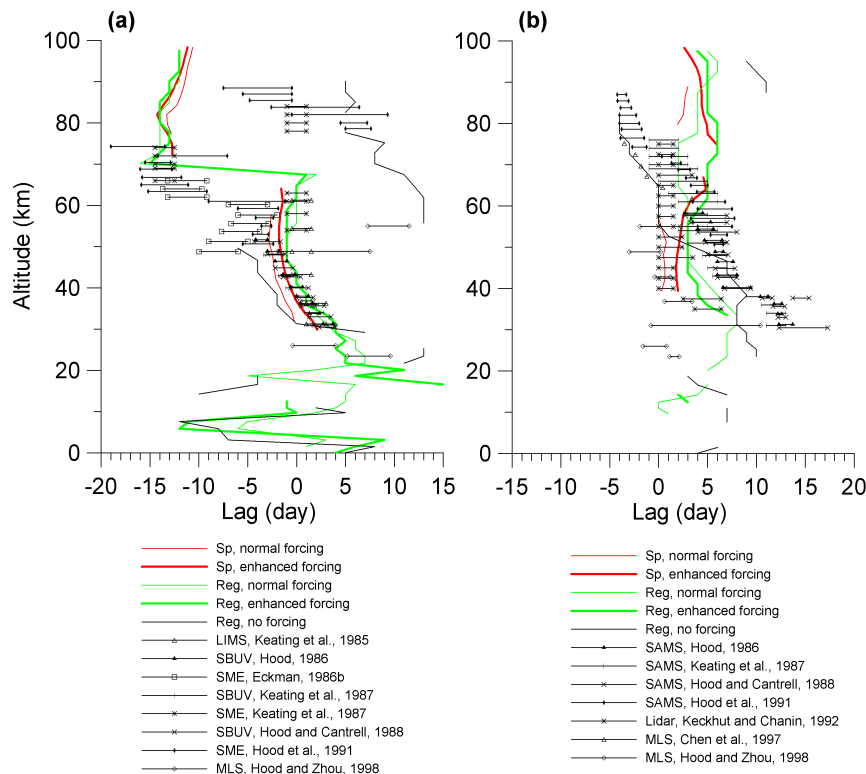 (a)
(b)
100
80
60
40
20
0
Altitude (km)
-20
-15
-10
-5
0
5
10
15
Lag (day)
100
80
60
40
20
0
-15
-10
-5
0
5
10
15
20
Lag (day)
Sp, normal forcing
Sp, enhanced forcing
Reg, normal forcing
Reg, enhanced forcing
Reg, no forcing
LIMS, Keating et al., 1985
SBUV, Hood, 1986
SME, Eckman, 1986b
SBUV, Keating et al., 1987
SME, Keating et al., 1987
SBUV, Hood and Cantrell, 1988
SME, Hood et al., 1991
MLS, Hood and Zhou, 1998
Sp, normal forcing
Sp, enhanced forcing
Reg, normal forcing
Reg, enhanced forcing
Reg, no forcing
SAMS, Hood, 1986
SAMS, Keating et al., 1987
SAMS, Hood and Cantrell, 1988
SAMS, Hood et al., 1991
Lidar, Keckhut and Chanin, 1992
MLS, Chen et al., 1997
MLS, Hood and Zhou, 1998